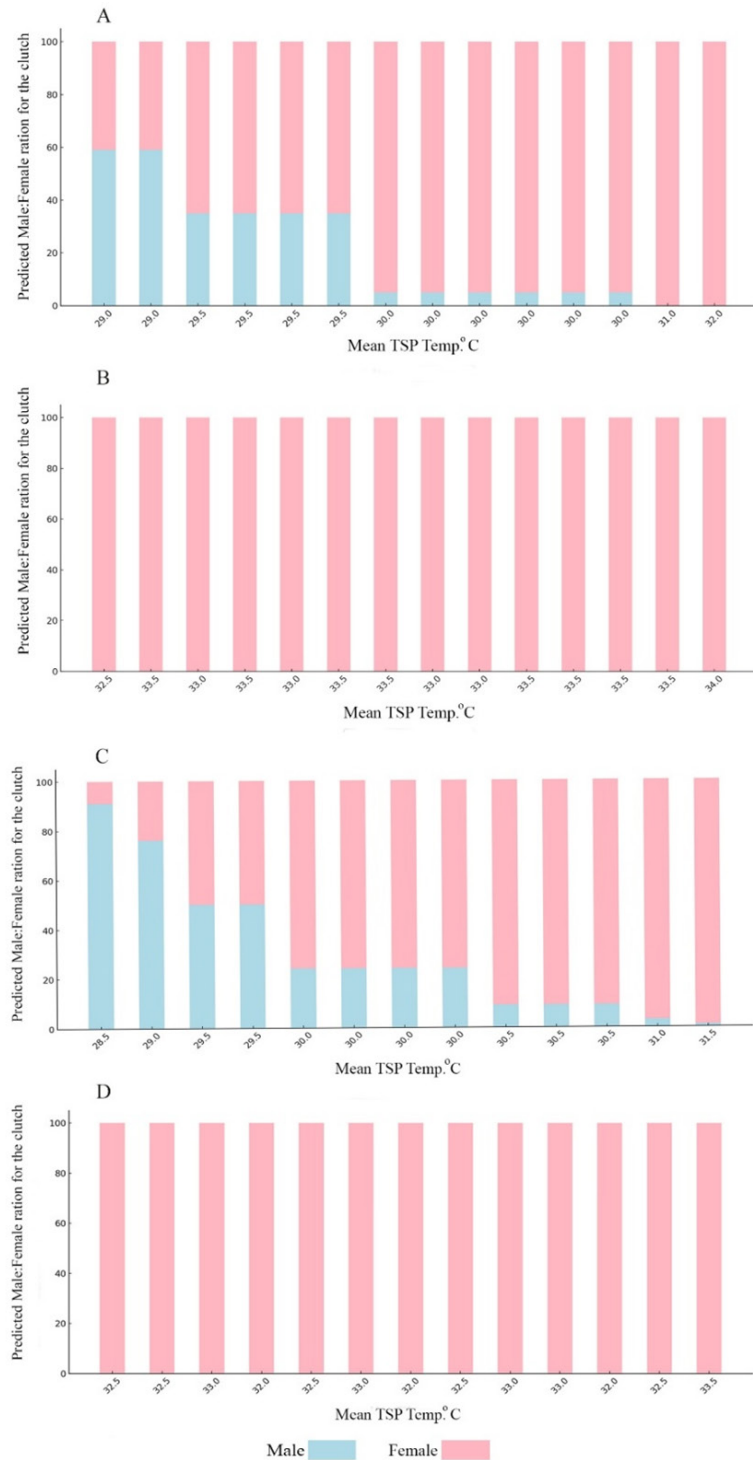 A
Predicted Male:Female ration for the clutch
100
80
60
40
20
0
29.0 29.0 29.5 29.5 29.5 29.5 30.0 30.0 30.0 30.0 30.0 30.0 31.0 32.0
Mean TSP Temp.° C
B
Predicted Male:Female ration for the clutch
100
80
60
40
20
0
32.5 33.5 33.0 33.5 33.0 33.5 33.5 33.0 33.0 33.5 33.5 33.5 33.5 34.0
Mean TSP Temp.°C
C
Predicted Male:Female ration for the clutch
100
80
60
40
20
0
28.5 29.0 29.5 29.5 30.0 30.0 30.0 30.0 30.5 30.5 30.5 31.0 31.5
Mean TSP Temp.°C
D
Predicted Male:Female ration for the clutch
100
80
60
40
20
0
32.5 32.5 33.0 32.0 32.5 33.0 32.0 32.5 33.0 33.0 32.0 32.5 33.5
Mean TSP Temp.° C
Male Female